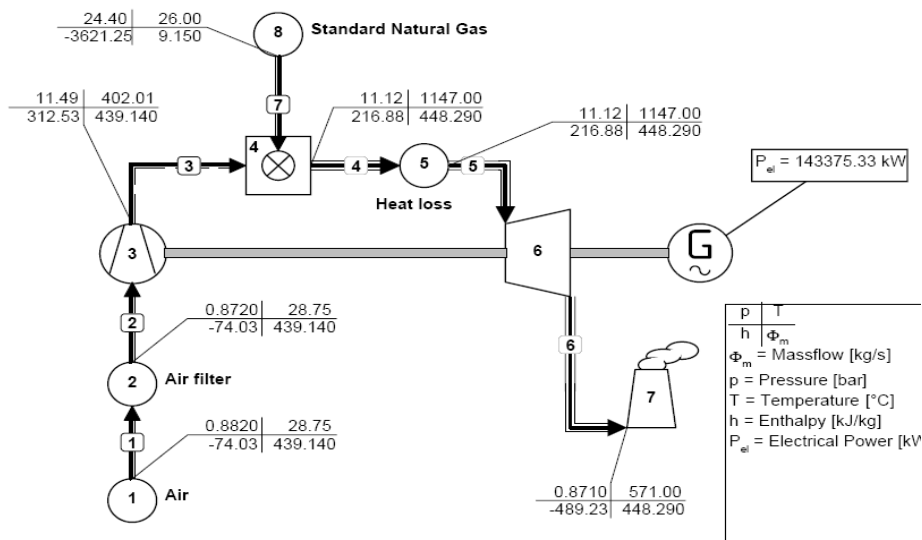 24.40 26.00
-3621.25 9.150
8 Standard Natural Gas
7
11.49 402.01
312.53 439.140
11.12 1147.00
216.88 448.290
11.12 1147.00
216.88 448.290
4
3
4
5
5
Heat loss
P_el = 143375.33 kW
3
6
G
0.8720 28.75
-74.03 439.140
2
2 Air filter
0.8820 28.75
-74.03 439.140
1
1 Air
6
7
0.8710 571.00
-489.23 448.290
p T
h Φ_m
Φ_m = Massflow [kg/s]
p = Pressure [bar]
T = Temperature [°C]
h = Enthalpy [kJ/kg]
P_el = Electrical Power [kW